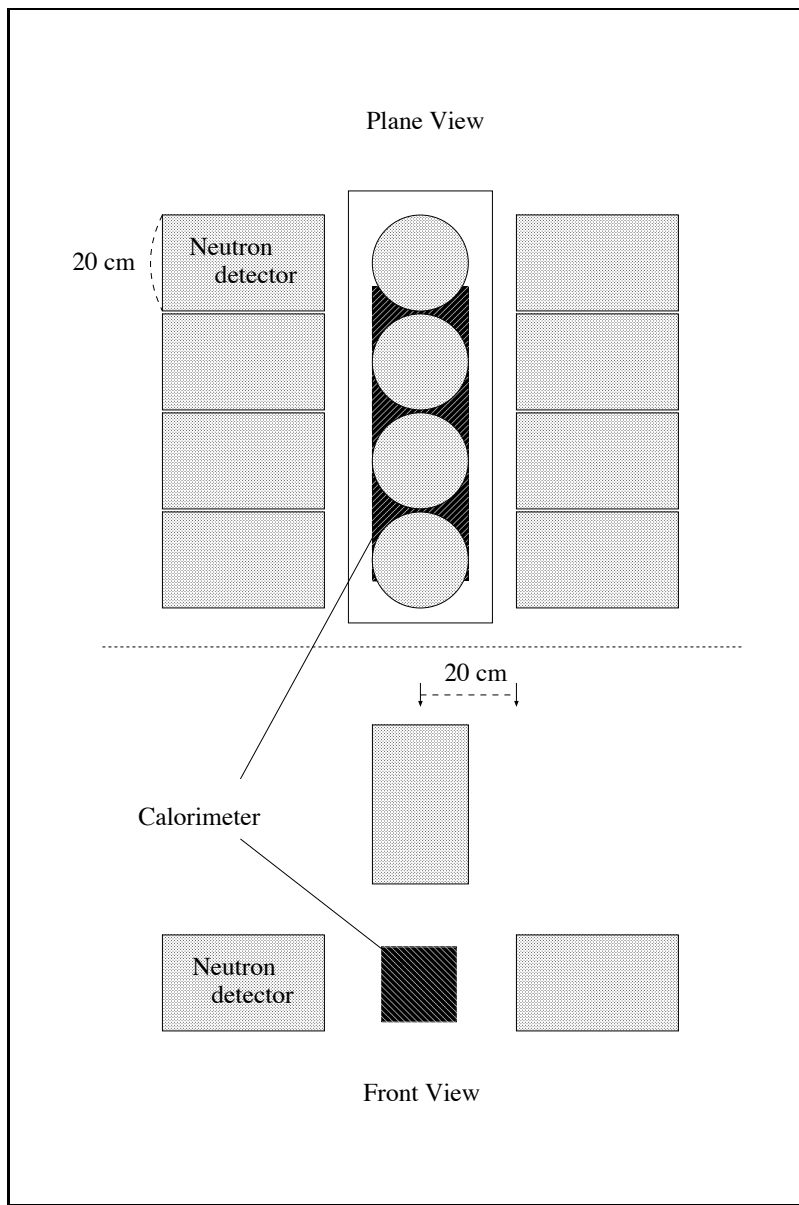 Plane View
20 cm
Neutron
detector
20 cm
Calorimeter
Neutron
detector
Front View